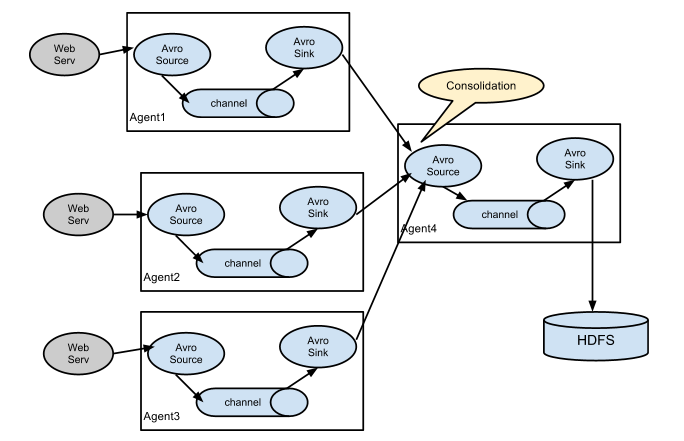 Web
Serv
Avro
Source
Avro
Sink
channel
Agent1
Consolidation
Avro
Source
Avro
Sink
channel
Agent4
Web
Serv
Avro
Source
Avro
Sink
channel
Agent2
HDFS
Web
Serv
Avro
Source
Avro
Sink
channel
Agent3